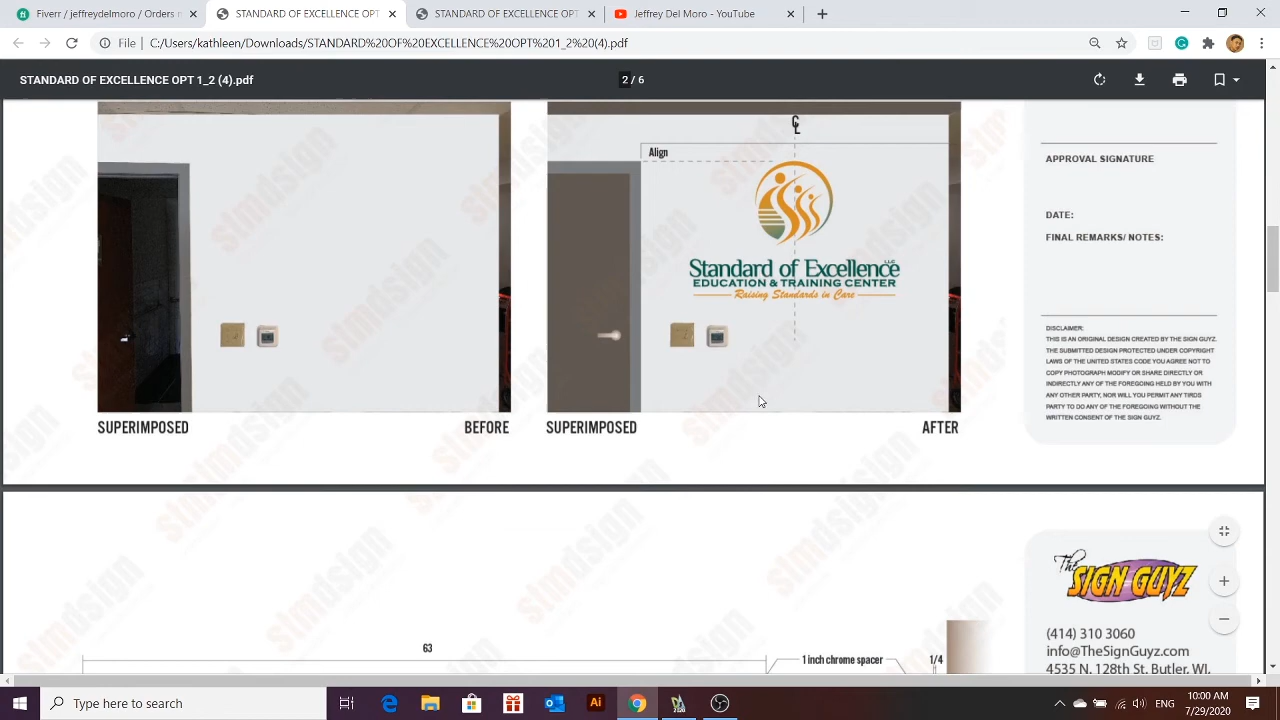 Fiverr / Jeffrey Delmoro / Orders
STANDARD OF EXCELLENCE OPT
STANDARD OF EXCELLENCE OPT
Jeffrey Del Moro - YouTube
File | C:/Users/kathleen/Downloads/STANDARD%20OF%20EXCELLENCE%20OPT%201_2%20(4).pdf
STANDARD OF EXCELLENCE OPT 1_2 (4).pdf
2 / 6
CL
Align
Standard of Excellence LLC
EDUCATION & TRAINING CENTER
Raising Standards in Care
SUPERIMPOSED
BEFORE
SUPERIMPOSED
AFTER
APPROVAL SIGNATURE
DATE:
FINAL REMARKS/ NOTES:
DISCLAIMER:
THIS IS AN ORIGINAL DESIGN CREATED BY THE SIGN GUYZ.
THE SUBMITTED DESIGN PROTECTED UNDER COPYRIGHT
LAWS OF THE UNITED STATES CODE YOU AGREE NOT TO
COPY PHOTOGRAPH MODIFY OR SHARE DIRECTLY OR
INDIRECTLY ANY OF THE FOREGOING HELD BY YOU WITH
ANY OTHER PARTY, NOR WILL YOU PERMIT ANY TIRDS
PARTY TO DO ANY OF THE FOREGOING WITHOUT THE
WRITTEN CONSENT OF THE SIGN GUYZ.
stmdsign
The SIGN GUYZ
(414) 310 3060
info@TheSignGuyz.com
4535 N. 128th St. Butler, WI.
63
1 inch chrome spacer
1/4
Type here to search
10:00 AM
7/29/2020